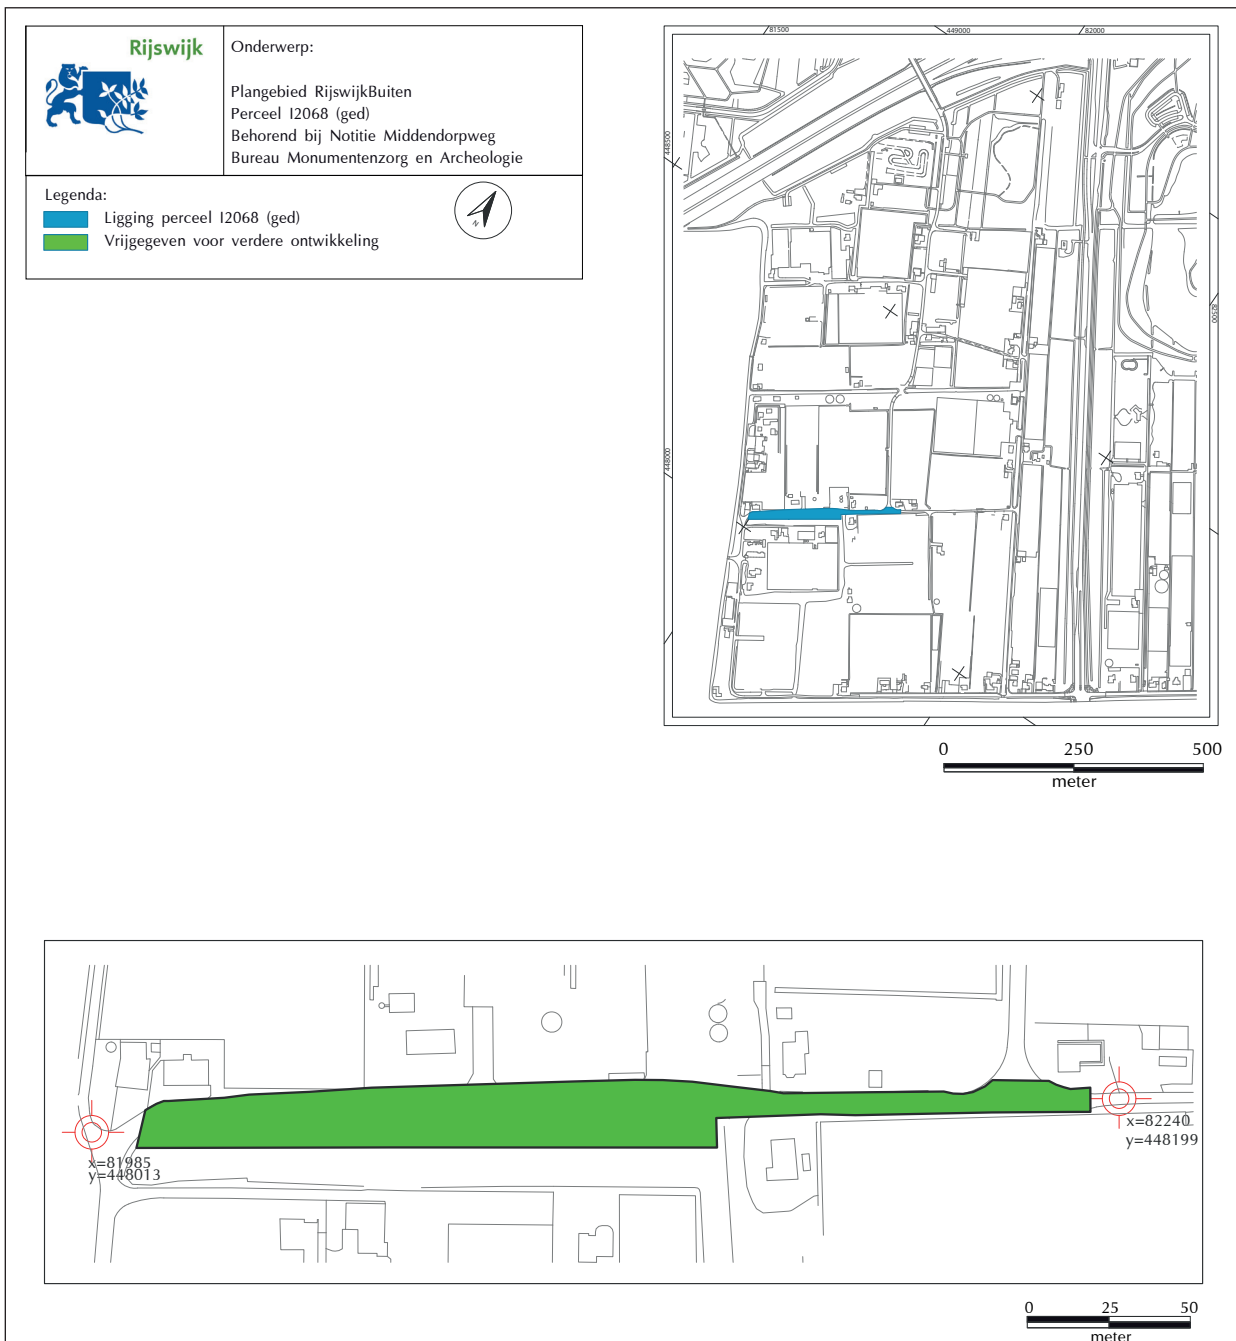 Rijswijk
Onderwerp:
Plangebied RijswijkBuiten
Perceel I2068 (ged)
Behorend bij Notitie Middendorpweg
Bureau Monumentenzorg en Archeologie
Legenda:
N
Ligging perceel I2068 (ged)
Vrijgegeven voor verdere ontwikkeling
81500
449000
82000
448500
82500
448000
0 250 500
meter
x=81985
y=448013
x=82240
y=448199
0 25 50
meter